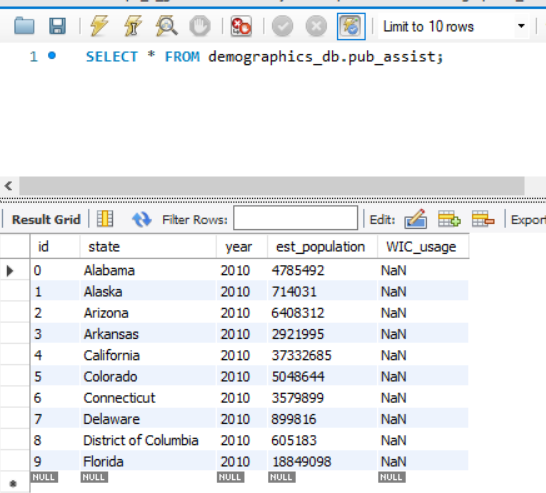 Limit to 10 rows
1 SELECT * FROM demographics_db.pub_assist;
Result Grid Filter Rows: Edit: Export
id state year est_population WIC_usage
0 Alabama 2010 4785492 NaN
1 Alaska 2010 714031 NaN
2 Arizona 2010 6408312 NaN
3 Arkansas 2010 2921995 NaN
4 California 2010 37332685 NaN
5 Colorado 2010 5048644 NaN
6 Connecticut 2010 3579899 NaN
7 Delaware 2010 899816 NaN
8 District of Columbia 2010 605183 NaN
9 Florida 2010 18849098 NaN
NULL NULL NULL NULL NULL